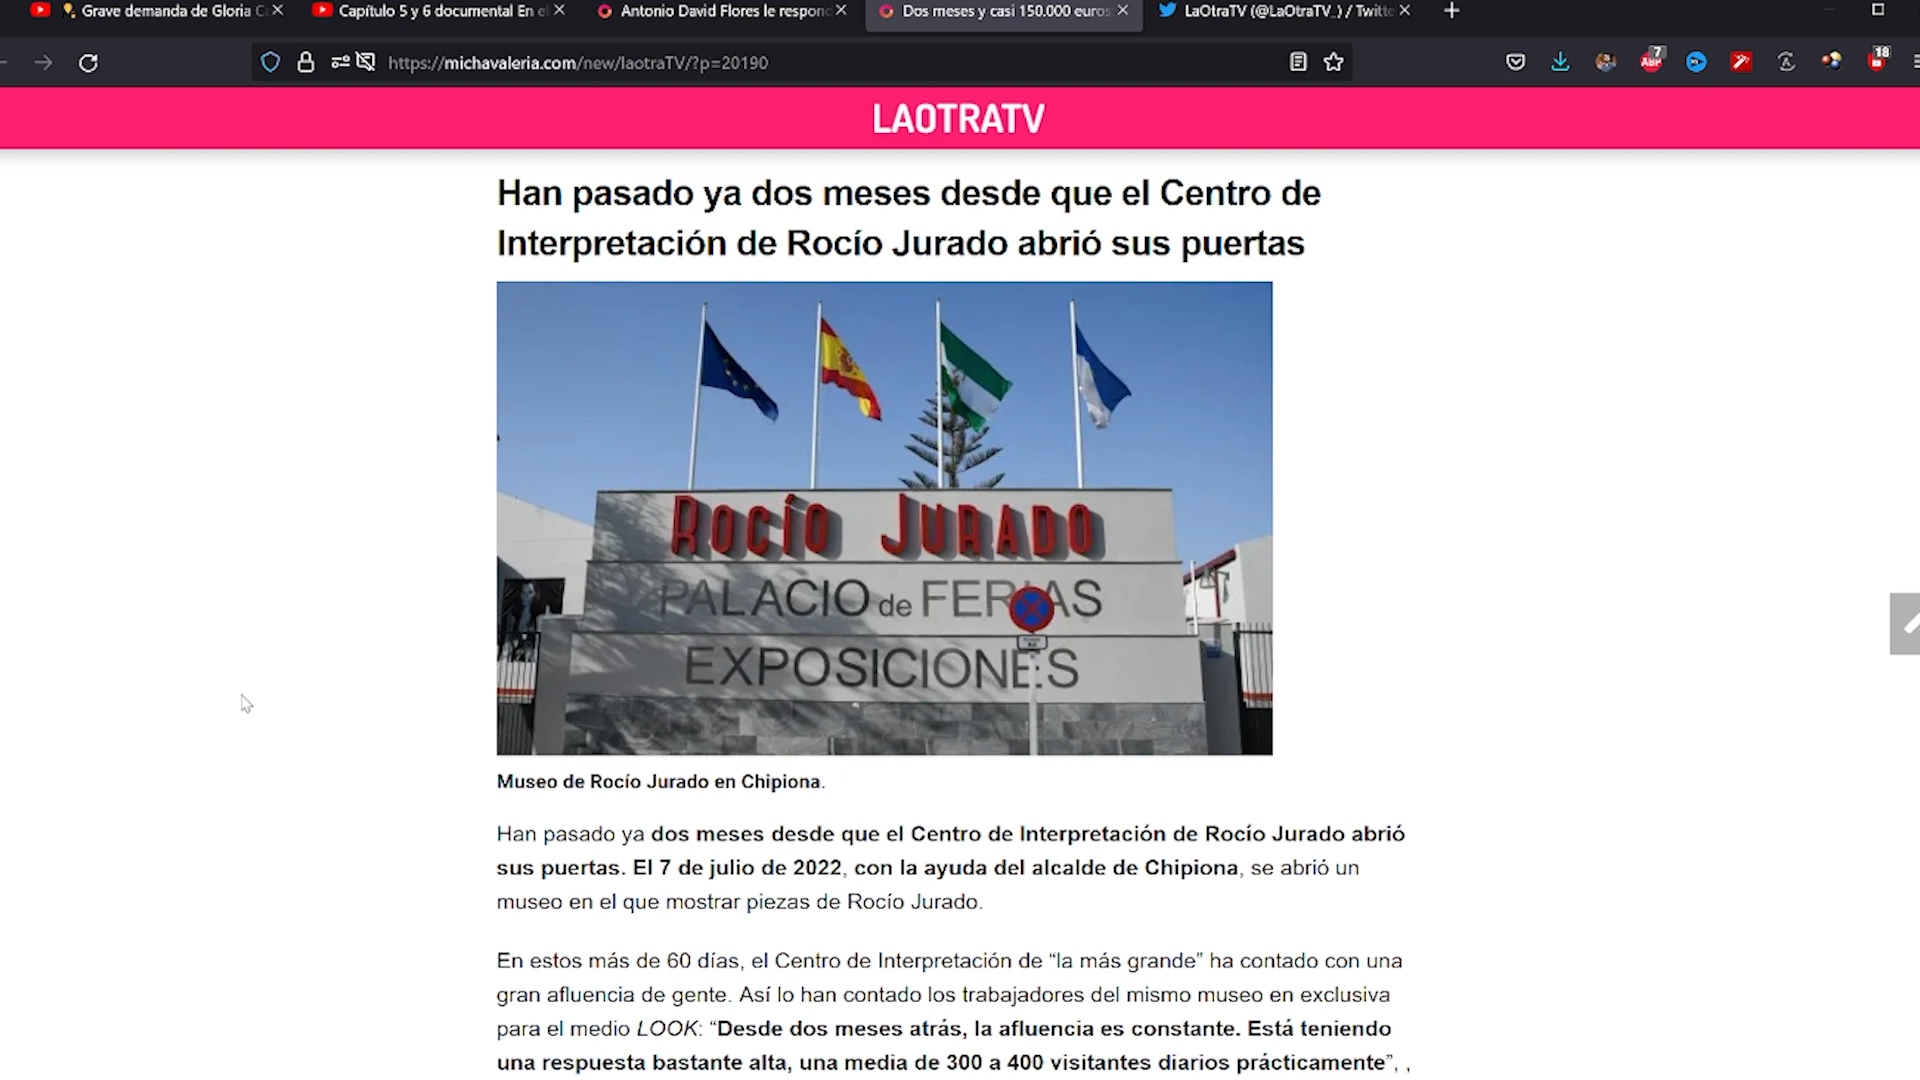 Grave demanda de Gloria C
Capítulo 5 y 6 documental En el
Antonio David Flores le respond
Dos meses y casi 150.000 euros
LaOtraTV (@LaOtraTV_) / Twitte
https://michavaleria.com/new/laotraTV/?p=20190
7
ABP
18
LAOTRATV
Han pasado ya dos meses desde que el Centro de
Interpretación de Rocío Jurado abrió sus puertas
ROCÍO JURADO
PALACIO de FERIAS
EXPOSICIONES
Museo de Rocío Jurado en Chipiona.
Han pasado ya dos meses desde que el Centro de Interpretación de Rocío Jurado abrió
sus puertas. El 7 de julio de 2022, con la ayuda del alcalde de Chipiona, se abrió un
museo en el que mostrar piezas de Rocío Jurado.
En estos más de 60 días, el Centro de Interpretación de “la más grande” ha contado con una
gran afluencia de gente. Así lo han contado los trabajadores del mismo museo en exclusiva
para el medio LOOK: “Desde dos meses atrás, la afluencia es constante. Está teniendo
una respuesta bastante alta, una media de 300 a 400 visitantes diarios prácticamente”, ,